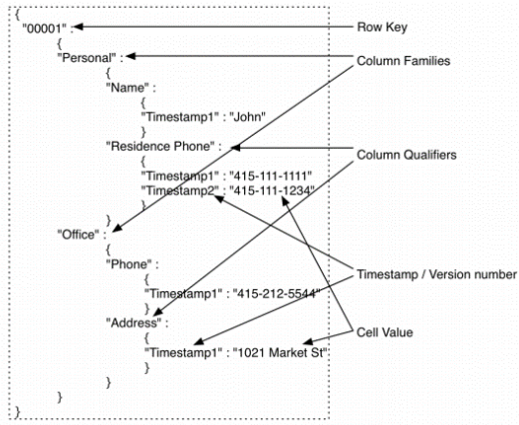 {
"00001" : Row Key
{
"Personal" : Column Families
{
"Name" :
{
"Timestamp1" : "John"
}
"Residence Phone" : Column Qualifiers
{
"Timestamp1" : "415-111-1111"
"Timestamp2" : "415-111-1234"
}
}
"Office" :
{
"Phone" : Timestamp / Version number
{
"Timestamp1" : "415-212-5544"
}
"Address" : Cell Value
{
"Timestamp1" : "1021 Market St"
}
}
}
}